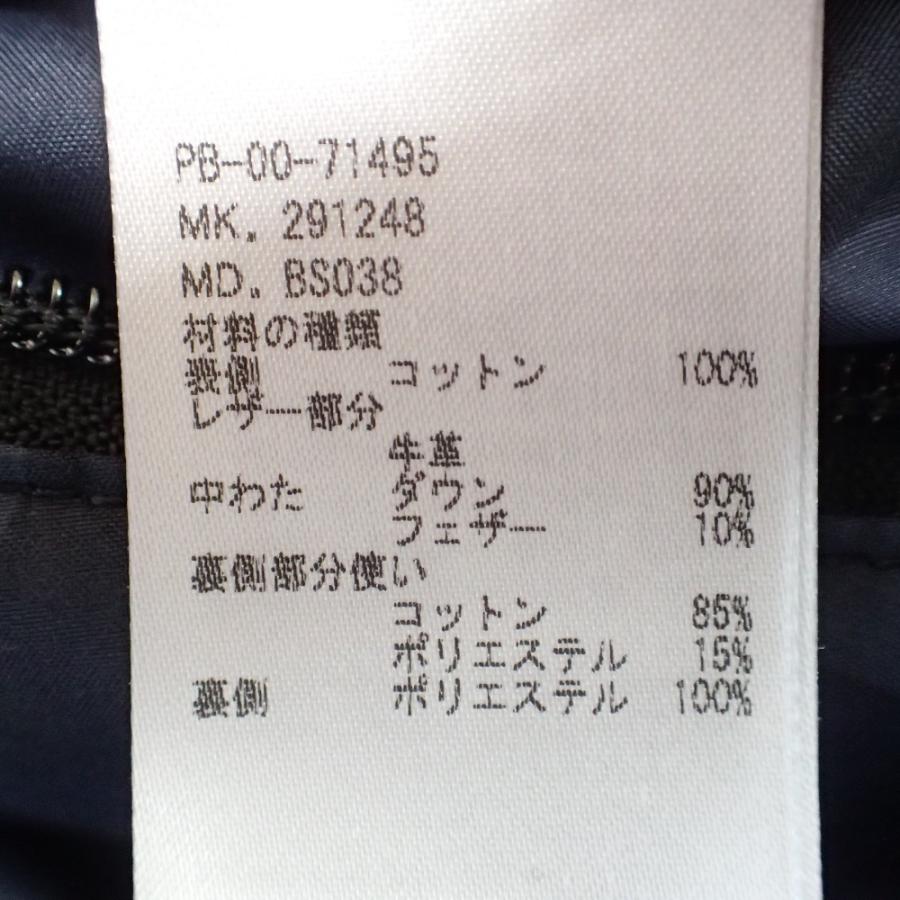 PB-00-71495
MK. 291248
MD. BS038
材料の種類
表側 コットン 100%
レザー部分
牛革
中わた ダウン 90%
フェザー 10%
裏側部分使い
コットン 85%
ポリエステル 15%
裏側 ポリエステル 100%